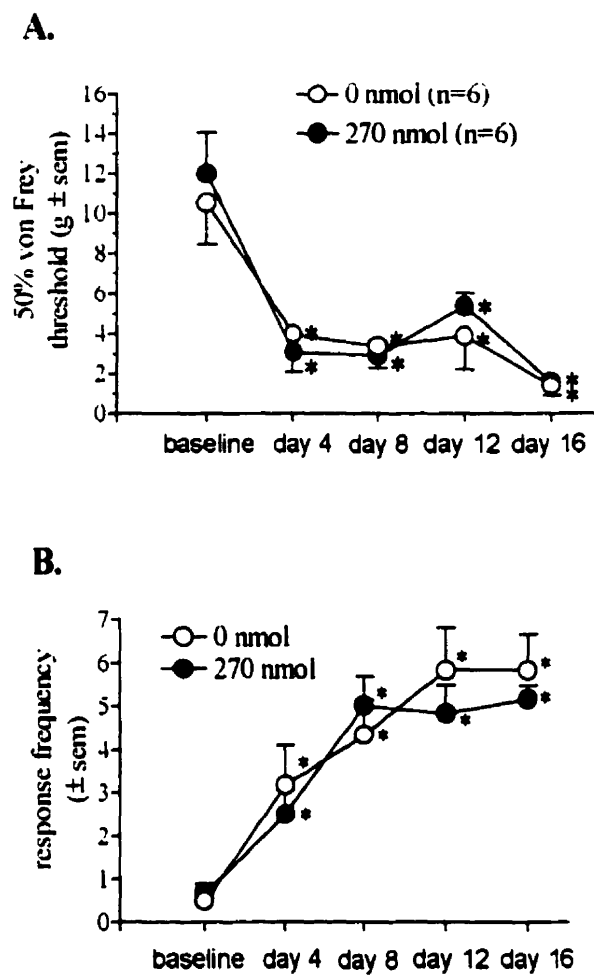 A.
16
14
12
10
8
6
4
2
0
50% von Frey
threshold (g ± sem)
0 nmol (n=6)
270 nmol (n=6)
*
*
*
*
*
*
*
*
baseline day 4 day 8 day 12 day 16
B.
7
6
5
4
3
2
1
0
response frequency
(± sem)
0 nmol
270 nmol
*
*
*
*
*
*
*
*
baseline day 4 day 8 day 12 day 16